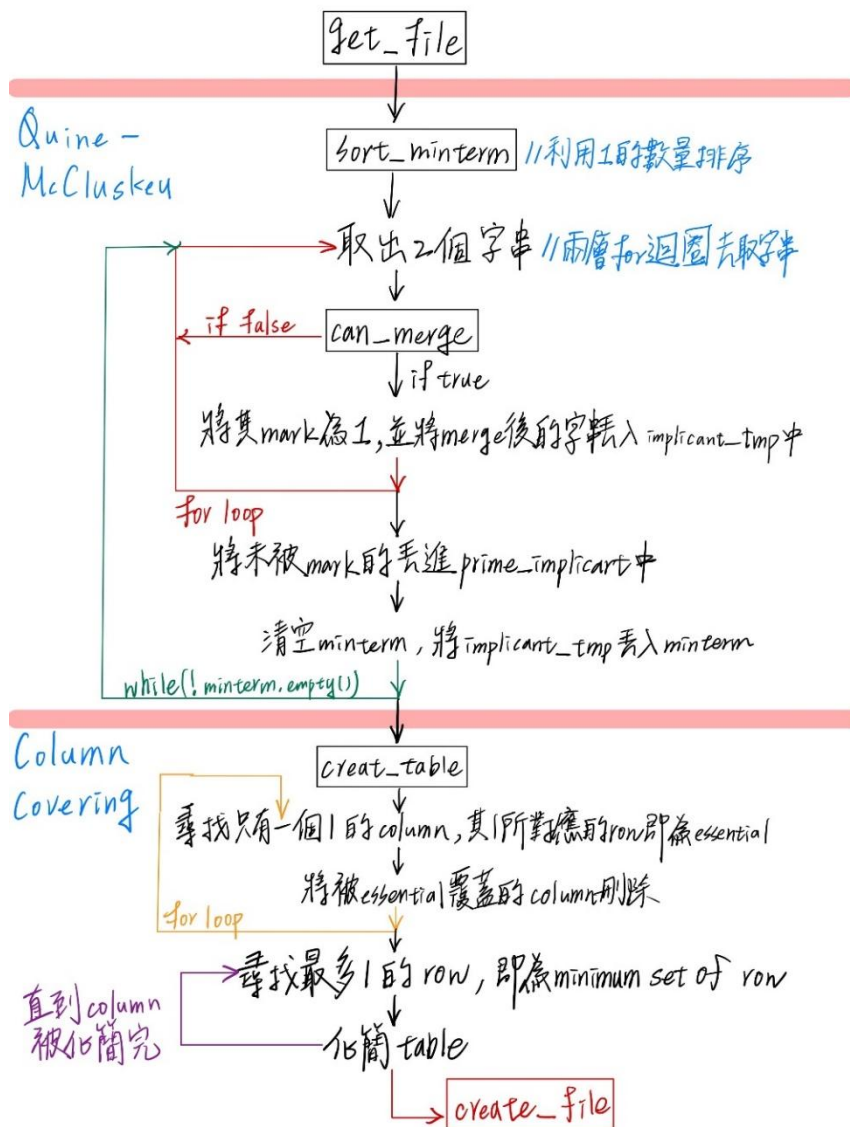 get_file
Quine-
McCluskey
sort_minterm //利用1的數量排序
取出2個字串 //兩層for迴圈去取字串
if false
can_merge
if true
將其mark為1,並將merge後的字串丟入implicant_tmp中
for loop
將未被mark的丟進prime_implicant中
清空minterm,將implicant_tmp丟入minterm
while(!minterm.empty())
Column
Covering
creat_table
尋找只有一個1的column,其1所對應的row即為essential
將被essential覆蓋的column刪除
for loop
尋找最多1的row,即為minimum set of row
直到column
被化簡完
化簡table
create_file